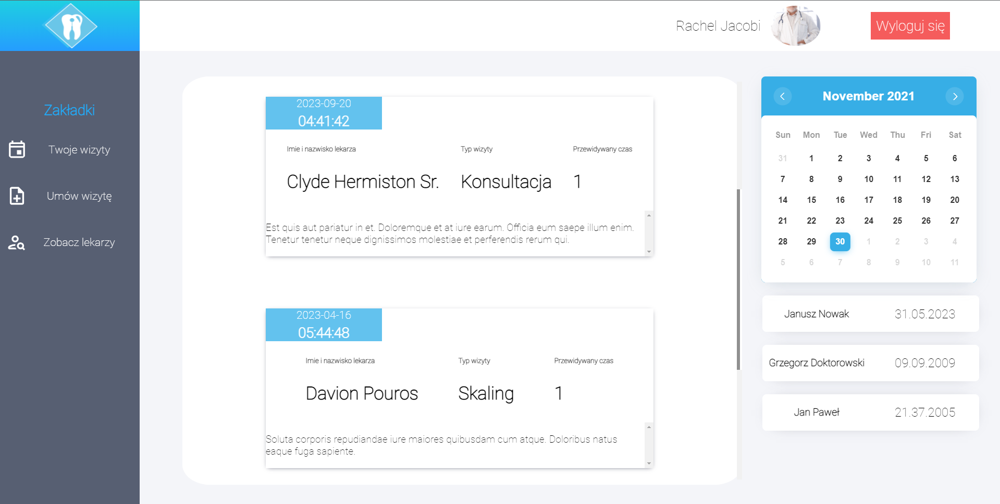 Rachel Jacobi
Wyloguj się
Zakładki
Twoje wizyty
Umów wizytę
Zobacz lekarzy
2023-09-20
04:41:42
Imie i nazwisko lekarza Typ wizyty Przewidywany czas
Clyde Hermiston Sr. Konsultacja 1
Est quis aut pariatur in et. Doloremque et at iure earum. Officia eum saepe illum enim.
Tenetur tenetur neque dignissimos molestiae et perferendis rerum qui.
2023-04-16
05:44:48
Imie i nazwisko lekarza Typ wizyty Przewidywany czas
Davion Pouros Skaling 1
Soluta corporis repudiandae iure maiores quibusdam cum atque. Doloribus natus
eaque fuga sapiente.
November 2021
Sun Mon Tue Wed Thu Fri Sat
31 1 2 3 4 5 6
7 8 9 10 11 12 13
14 15 16 17 18 19 20
21 22 23 24 25 26 27
28 29 30 1 2 3 4
5 6 7 8 9 10 11
Janusz Nowak 31.05.2023
Grzegorz Doktorowski 09.09.2009
Jan Paweł 21.37.2005